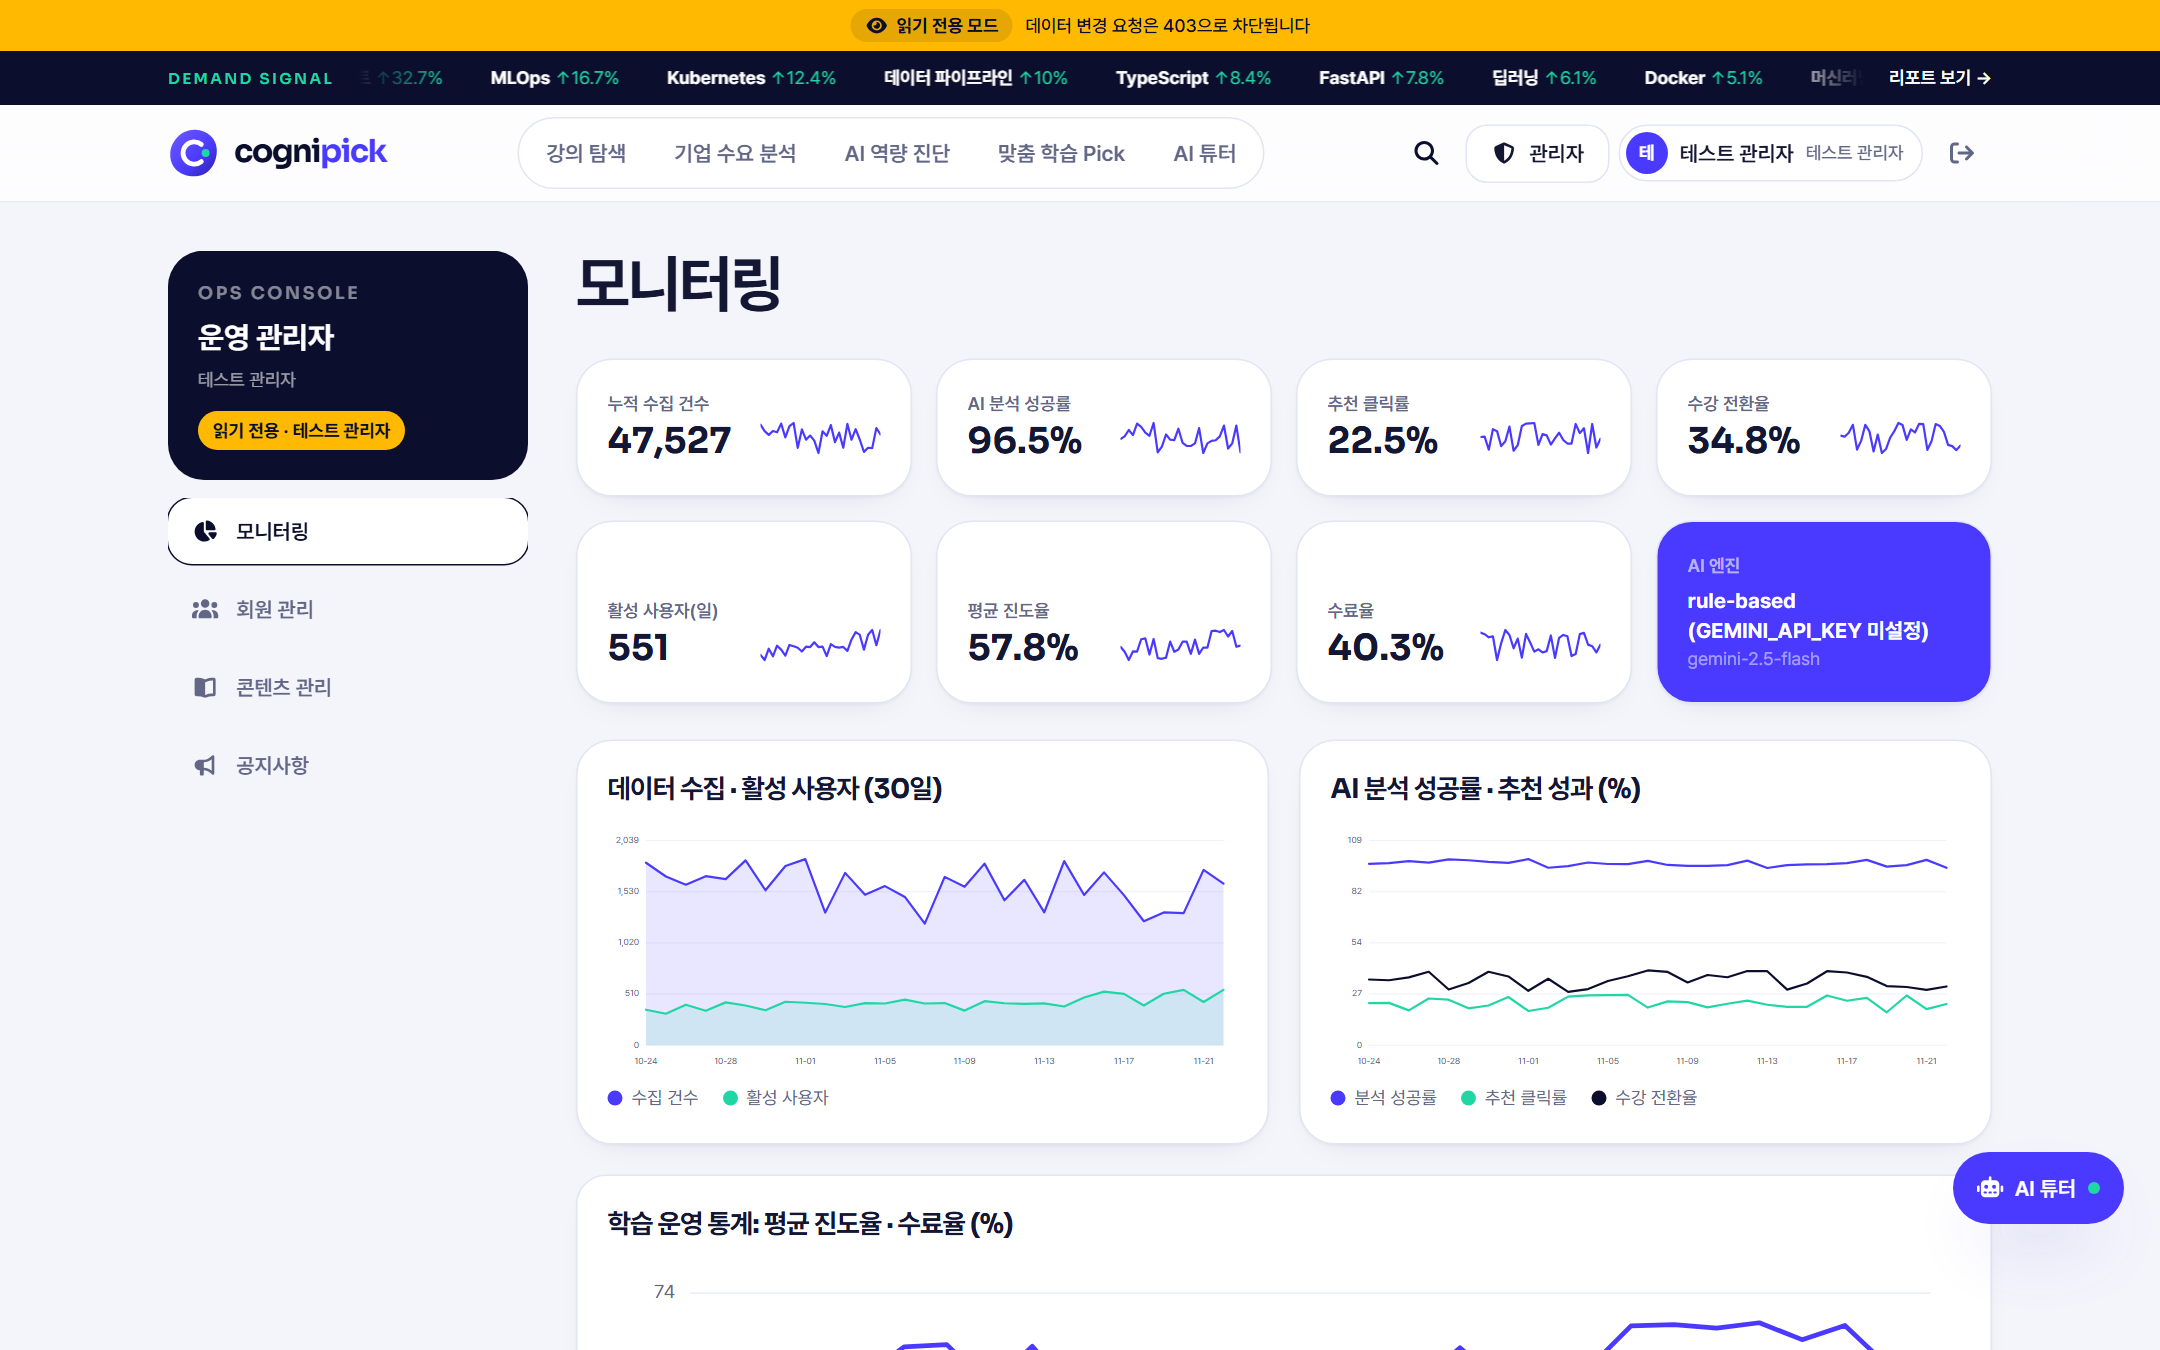 읽기 전용 모드 데이터 변경 요청은 403으로 차단됩니다
DEMAND SIGNAL ↑32.7% MLOps ↑16.7% Kubernetes ↑12.4% 데이터 파이프라인 ↑10% TypeScript ↑8.4% FastAPI ↑7.8% 딥러닝 ↑6.1% Docker ↑5.1% 리포트 보기 →
cognipick 강의 탐색 기업 수요 분석 AI 역량 진단 맞춤 학습 Pick AI 튜터 관리자 테 테스트 관리자 테스트 관리자
OPS CONSOLE
운영 관리자
테스트 관리자
읽기 전용 · 테스트 관리자
모니터링
회원 관리
콘텐츠 관리
공지사항
모니터링
누적 수집 건수
47,527
AI 분석 성공률
96.5%
추천 클릭률
22.5%
수강 전환율
34.8%
활성 사용자(일)
551
평균 진도율
57.8%
수료율
40.3%
AI 엔진
rule-based
(GEMINI_API_KEY 미설정)
gemini-2.5-flash
데이터 수집 · 활성 사용자 (30일)
2,039
1,530
1,020
510
0
10-24 10-28 11-01 11-05 11-09 11-13 11-17 11-21
수집 건수 활성 사용자
AI 분석 성공률 · 추천 성과 (%)
109
82
54
27
0
10-24 10-28 11-01 11-05 11-09 11-13 11-17 11-21
분석 성공률 추천 클릭률 수강 전환율
학습 운영 통계: 평균 진도율 · 수료율 (%)
74
AI 튜터